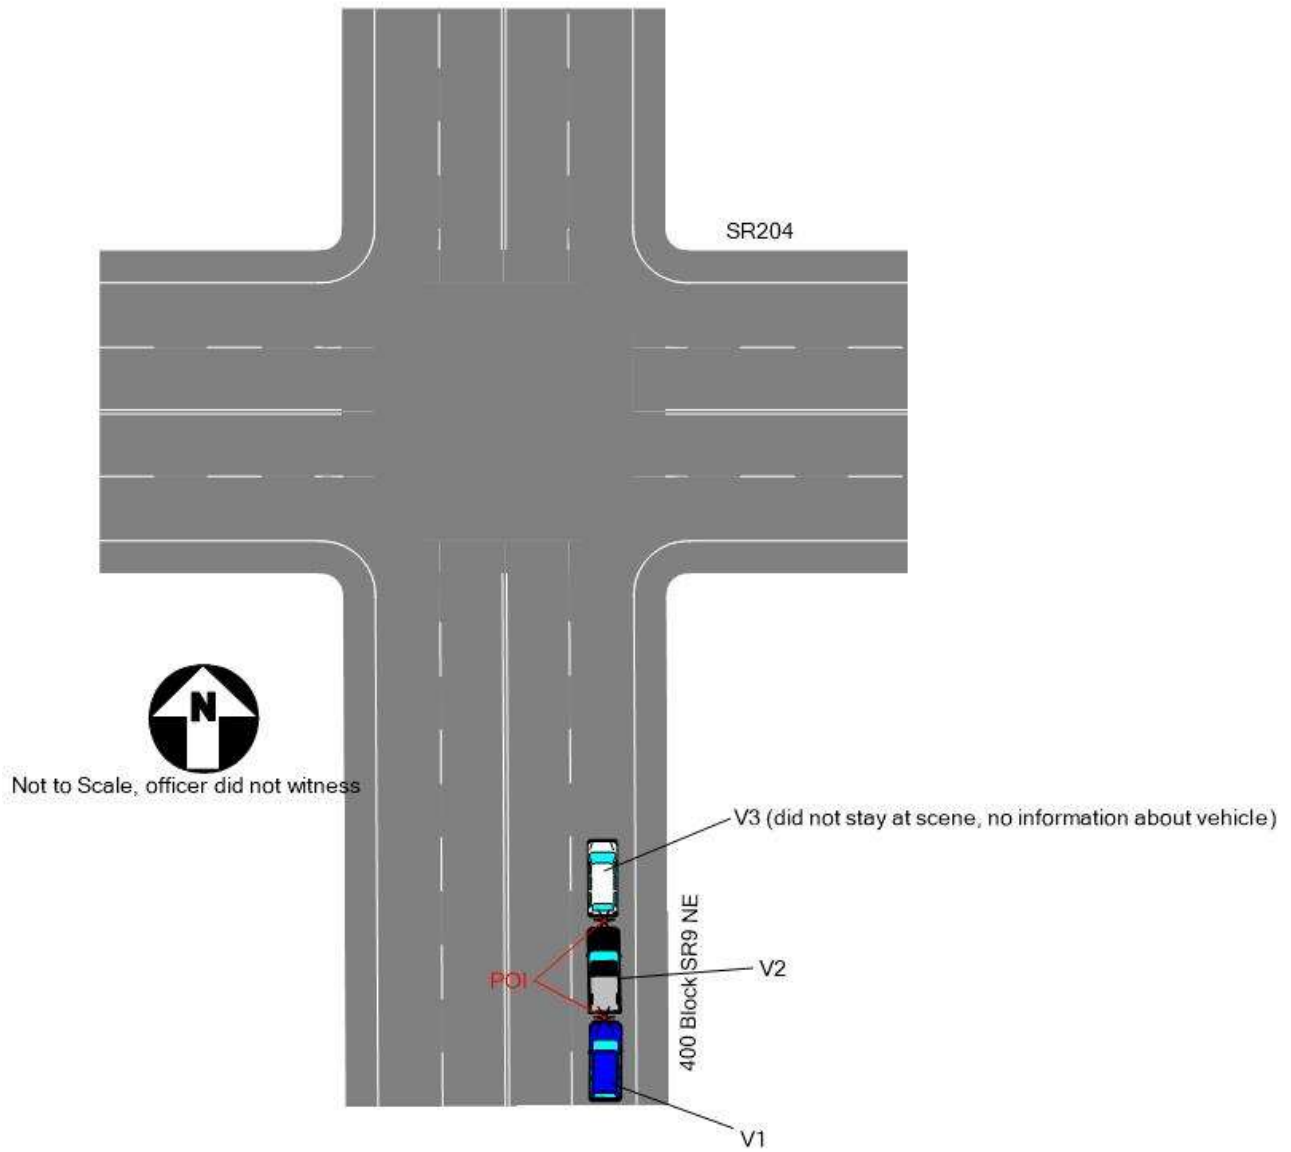 SR204
N
Not to Scale, officer did not witness
V3 (did not stay at scene, no information about vehicle)
400 Block SR9 NE
POI
V2
V1